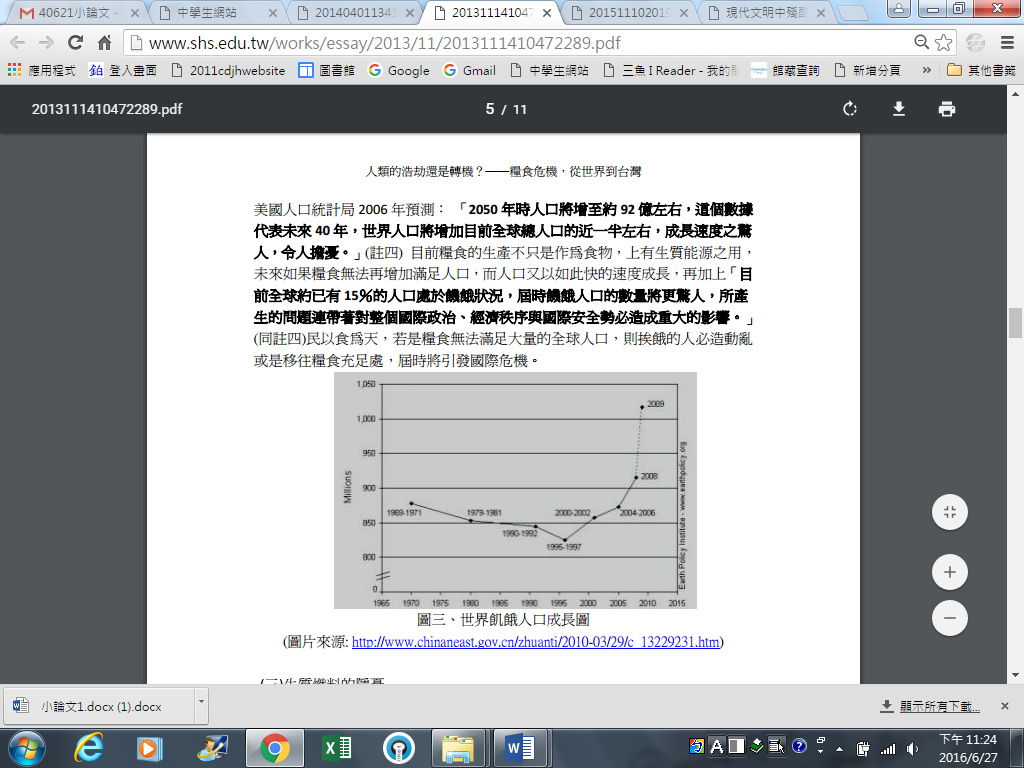 40621小論文 -
中學生網站
20140401134
20131114104
201511102019
現代文明中殘
www.shs.edu.tw/works/essay/2013/11/2013111410472289.pdf
應用程式 登入畫面 2011cdjhwebsite 圖書館 Google Gmail 中學生網站 三魚 I Reader - 我的 館藏查詢 新增分頁 » 其他書籤
2013111410472289.pdf 5 / 11
人類的浩劫還是轉機？——糧食危機，從世界到台灣
美國人口統計局 2006 年預測：「2050 年時人口將增至約 92 億左右，這個數據
代表未來 40 年，世界人口將增加目前全球總人口的近一半左右，成長速度之驚
人，令人擔憂。」(註四) 目前糧食的生產不只是作為食物，上有生質能源之用，
未來如果糧食無法再增加滿足人口，而人口又以如此快的速度成長，再加上「目
前全球約已有 15％的人口處於饑餓狀況，屆時饑餓人口的數量將更驚人，所產
生的問題連帶著對整個國際政治、經濟秩序與國際安全勢必造成重大的影響。」
(同註四)民以食為天，若是糧食無法滿足大量的全球人口，則挨餓的人必造動亂
或是移往糧食充足處，屆時將引發國際危機。
1,050
1,000
950
900
850
800
0
Millions
1969-1971
1979-1981
1990-1992
1995-1997
2000-2002
2004-2006
2008
2009
Earth Policy Institute - www.earthpolicy.org
1965 1970 1975 1980 1985 1990 1995 2000 2005 2010 2015
圖三、世界飢餓人口成長圖
(圖片來源: http://www.chinaneast.gov.cn/zhuanti/2010-03/29/c_13229231.htm)
(三)生質燃料的隱憂
小論文1.docx (1).docx
顯示所有下載...
下午 11:24
2016/6/27